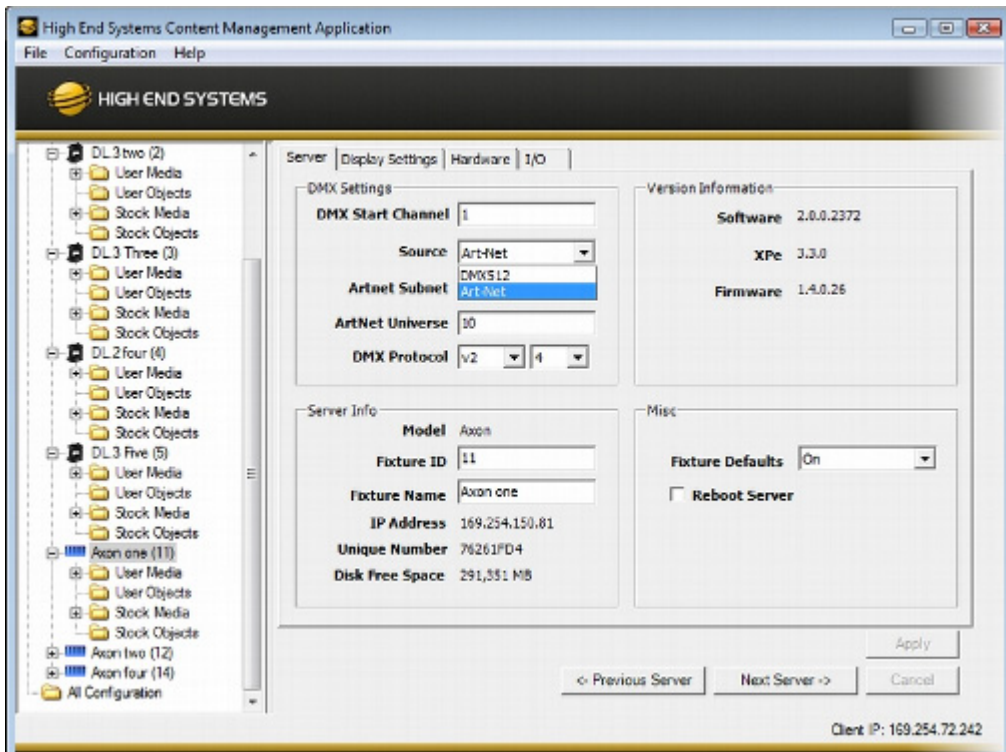 High End Systems Content Management Application
File Configuration Help
HIGH END SYSTEMS
DL.3 two (2)
User Media
User Objects
Stock Media
Stock Objects
DL.3 Three (3)
User Media
User Objects
Stock Media
Stock Objects
DL.2 four (4)
User Media
User Objects
Stock Media
Stock Objects
DL.3 Five (5)
User Media
User Objects
Stock Media
Stock Objects
Axon one (11)
User Media
User Objects
Stock Media
Stock Objects
Axon two (12)
Axon four (14)
All Configuration
Server Display Settings Hardware I/O
DMX Settings
DMX Start Channel 1
Source Art-Net
DMX512
Artnet Subnet Art-Net
ArtNet Universe 10
DMX Protocol v2 4
Version Information
Software 2.0.0.2372
XPe 3.3.0
Firmware 1.4.0.26
Server Info
Model Axon
Fixture ID 11
Fixture Name Axon one
IP Address 169.254.150.81
Unique Number 76261FD4
Disk Free Space 291,351 MB
Misc
Fixture Defaults On
Reboot Server
Apply
<- Previous Server Next Server -> Cancel
Client IP: 169.254.72.242